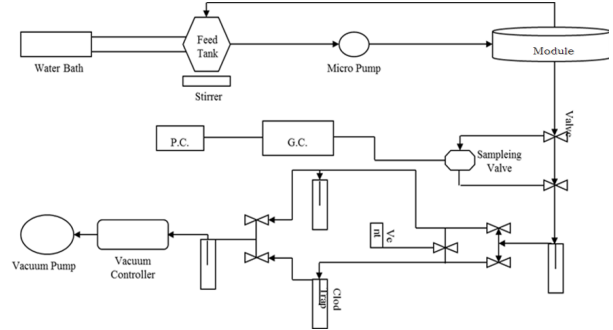 Feed
Tank
Water Bath
Stirrer
Micro Pump
Module
Valve
P.C.
G.C.
Sampleing
Valve
Ve
nt
Vacuum Pump
Vacuum
Controller
Clod
Trap